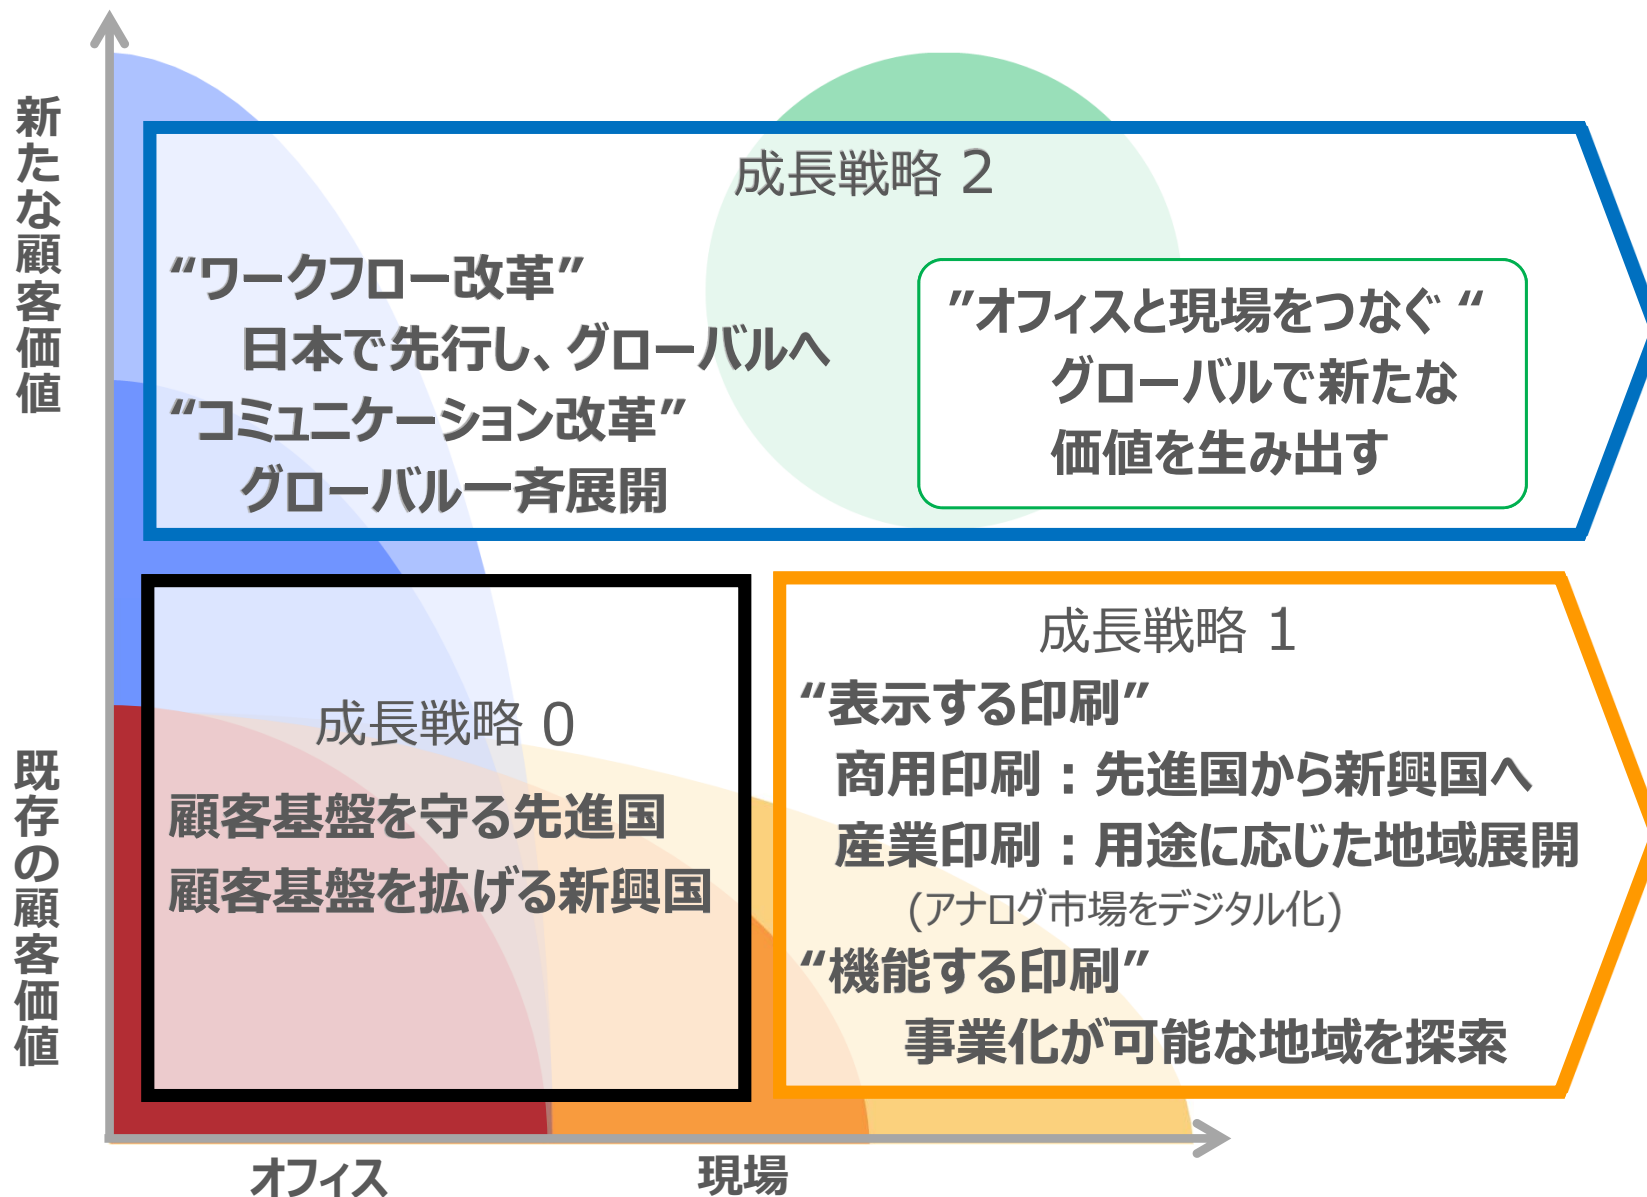 新たな顧客価値
成長戦略 2
“ワークフロー改革”
日本で先行し、グローバルへ
“コミュニケーション改革”
グローバル一斉展開
”オフィスと現場をつなぐ “
グローバルで新たな
価値を生み出す
既存の顧客価値
成長戦略 0
顧客基盤を守る先進国
顧客基盤を拡げる新興国
成長戦略 1
“表示する印刷”
商用印刷：先進国から新興国へ
産業印刷：用途に応じた地域展開
(アナログ市場をデジタル化)
“機能する印刷”
事業化が可能な地域を探索
オフィス
現場